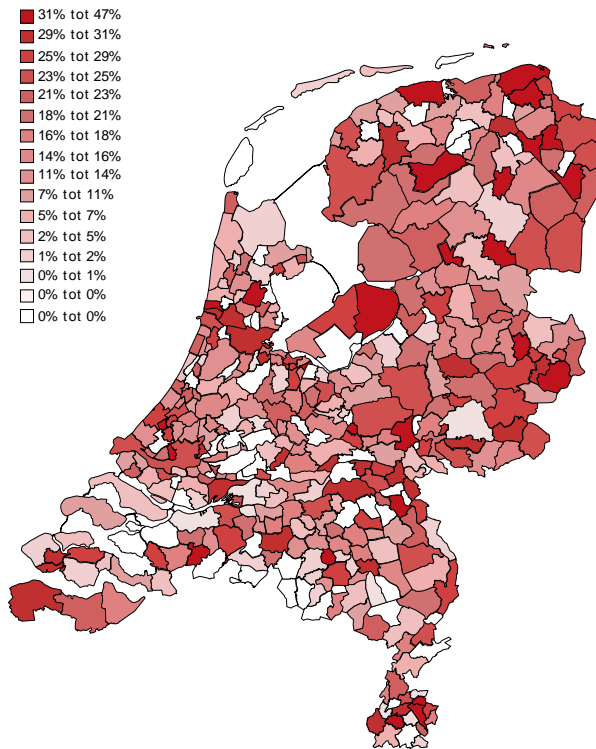 31% tot 47%
29% tot 31%
25% tot 29%
23% tot 25%
21% tot 23%
18% tot 21%
16% tot 18%
14% tot 16%
11% tot 14%
7% tot 11%
5% tot 7%
2% tot 5%
1% tot 2%
0% tot 1%
0% tot 0%
0% tot 0%